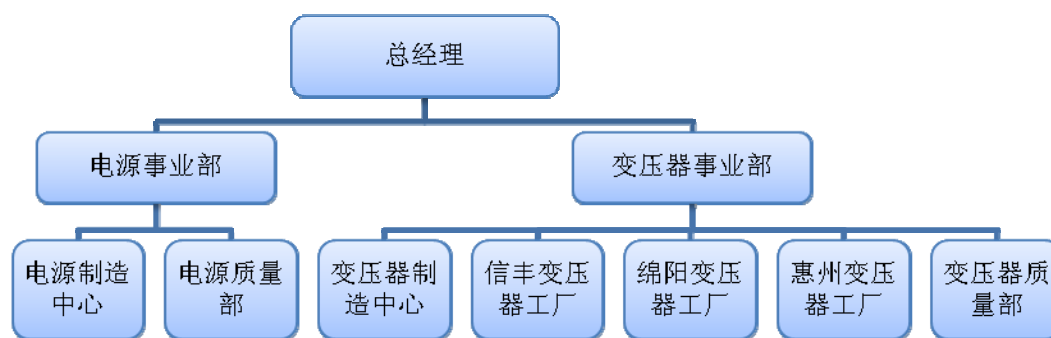 总经理
电源事业部
变压器事业部
电源制造
中心
电源质量
部
变压器制
造中心
信丰变压
器工厂
绵阳变压
器工厂
惠州变压
器工厂
变压器质
量部